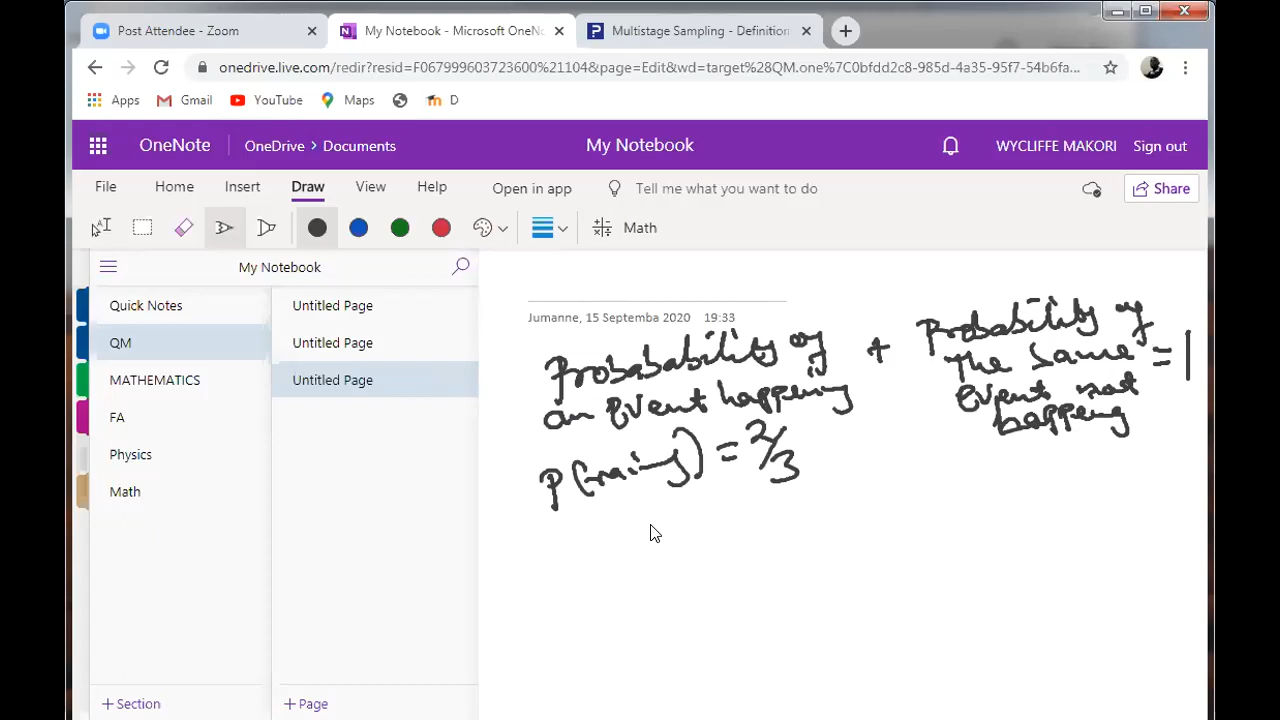 Post Attendee - Zoom
My Notebook - Microsoft OneNo
Multistage Sampling - Definition
onedrive.live.com/redir?resid=F067999603723600%21104&page=Edit&wd=target%28QM.one%7C0bfdd2c8-985d-4a35-95f7-54b6fa...
Apps Gmail YouTube Maps D
OneNote OneDrive > Documents My Notebook WYCLIFFE MAKORI Sign out
File Home Insert Draw View Help Open in app Tell me what you want to do Share
Math
My Notebook
Quick Notes
QM
MATHEMATICS
FA
Physics
Math
Untitled Page
Untitled Page
Untitled Page
+ Section
+ Page
Jumanne, 15 Septemba 2020 19:33
Probabability of
an Event happening
+
Probability of
the same
event not
happening
= 1
P(raing) = 2/3